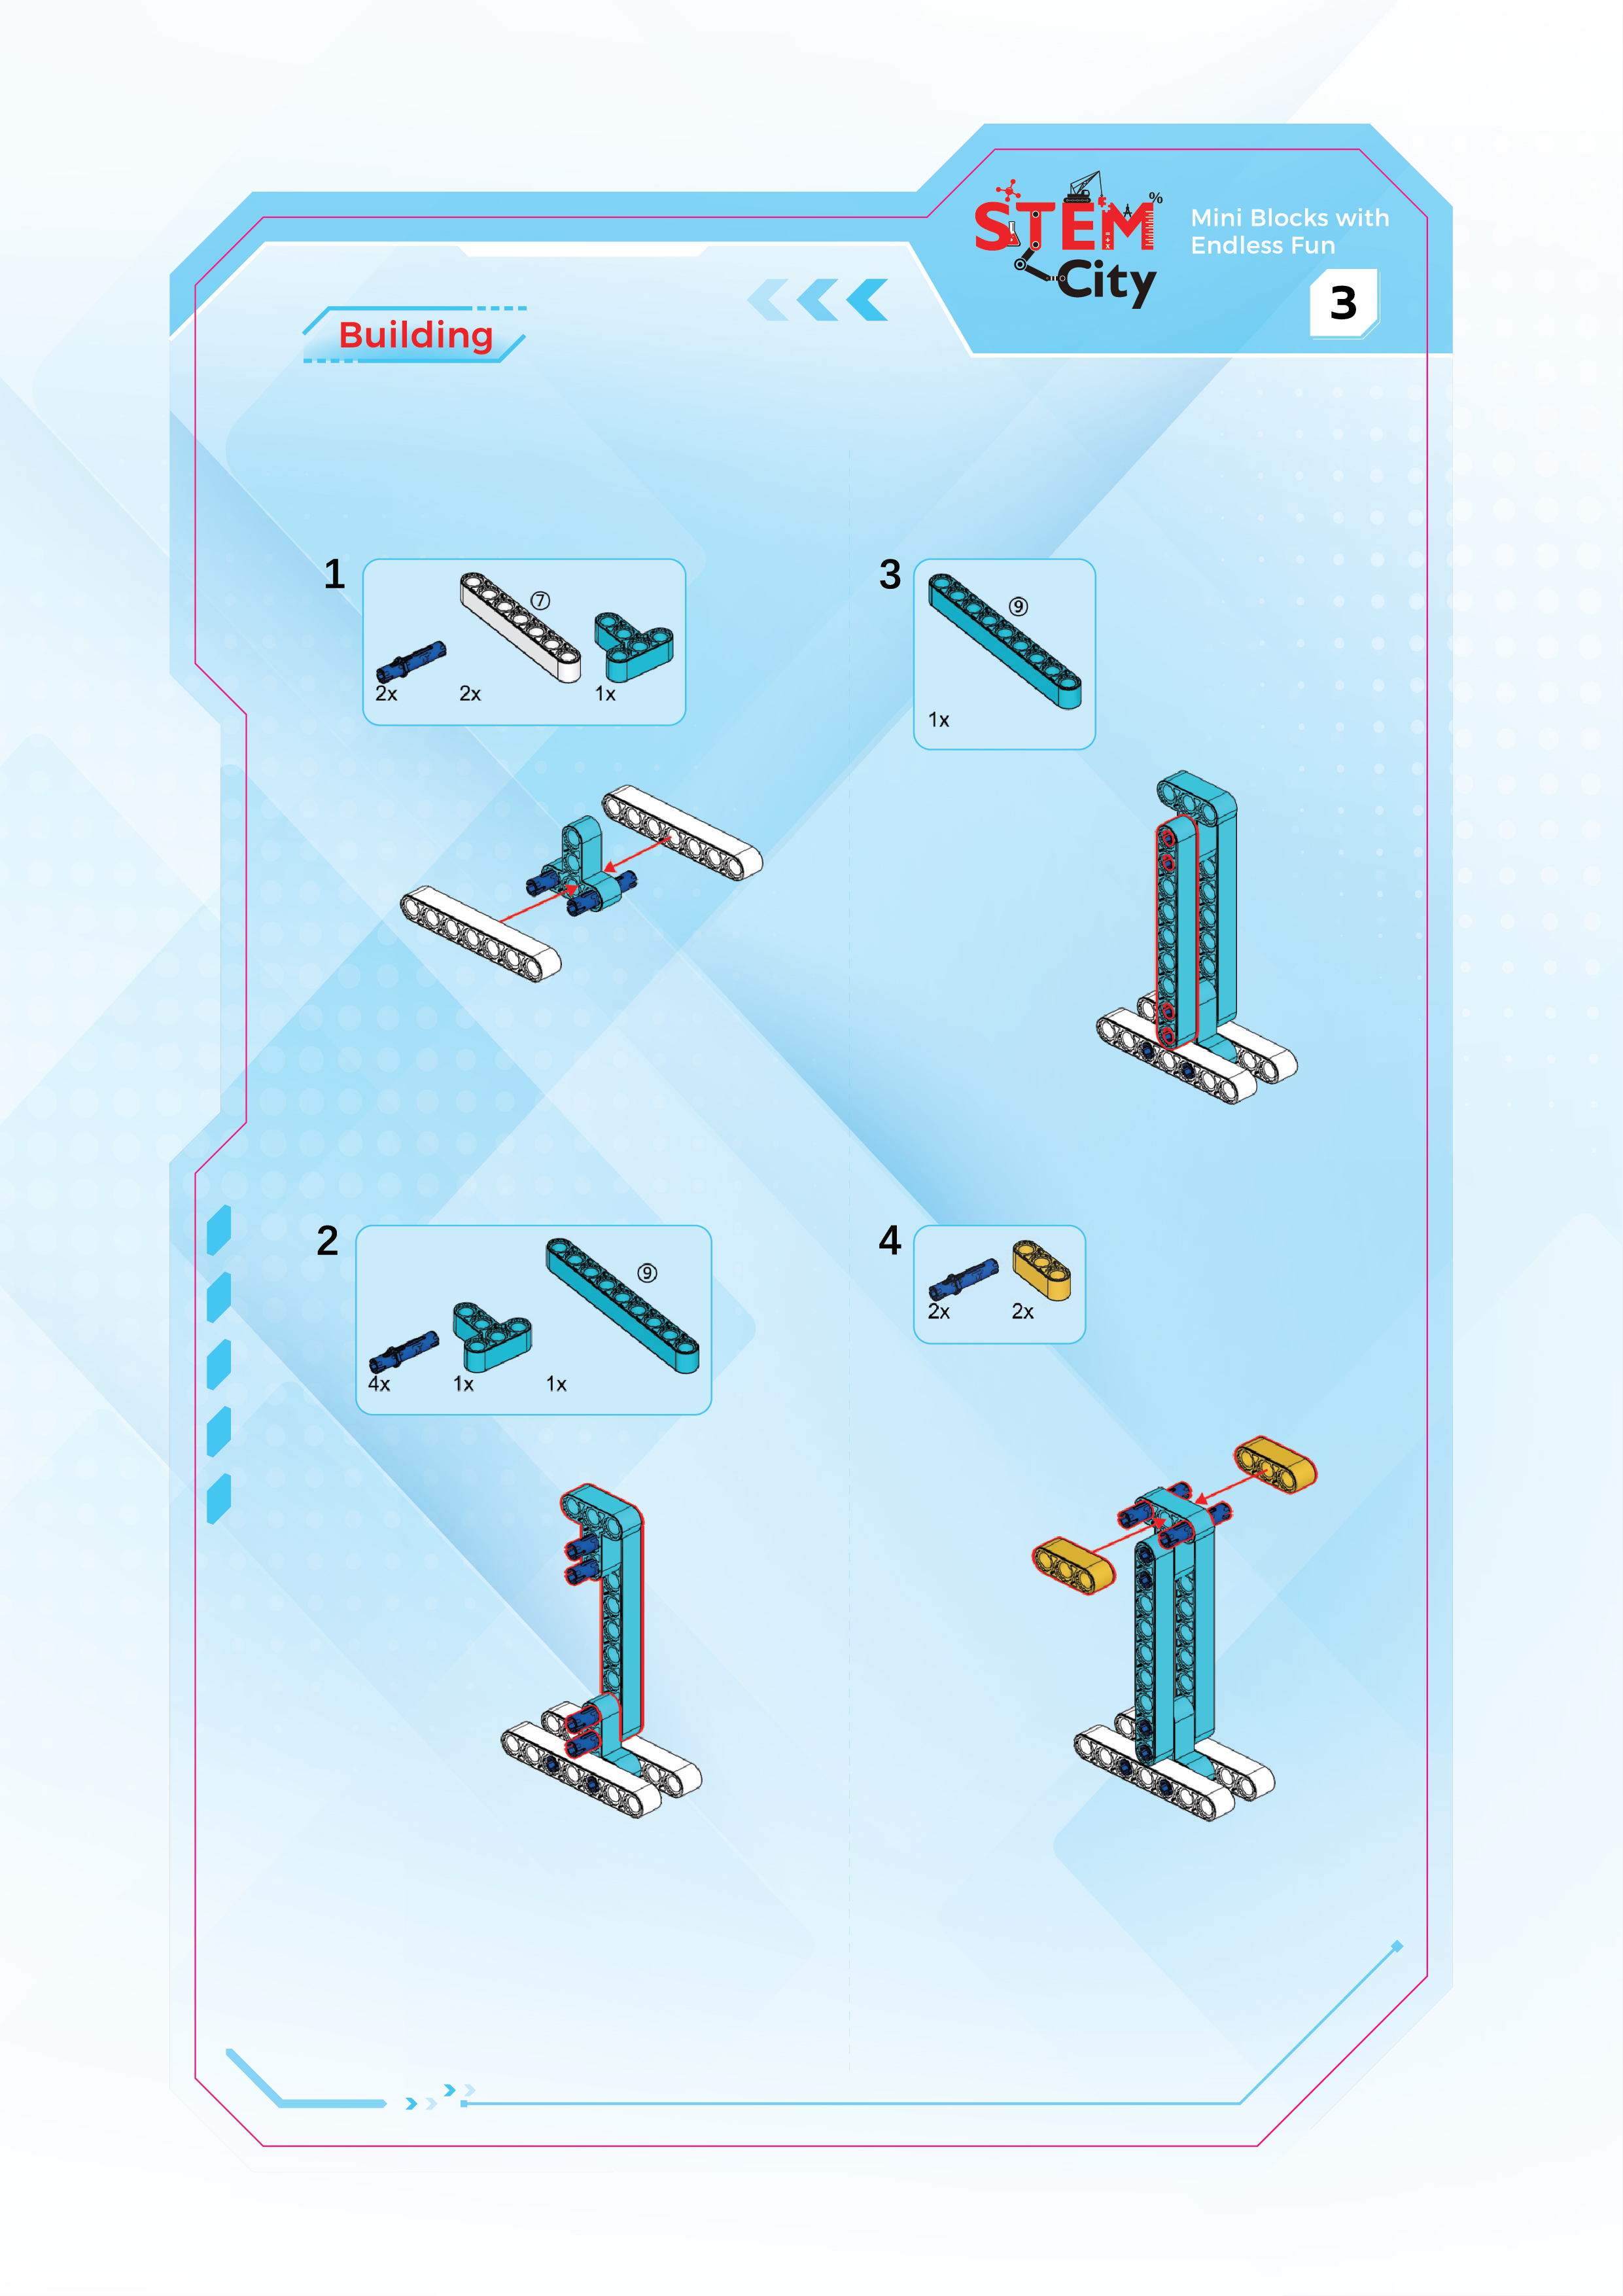 STEM%
City
Mini Blocks with
Endless Fun
3
Building
1
⑦
2x 2x 1x
3
⑨
1x
2
⑨
4x 1x 1x
4
2x 2x